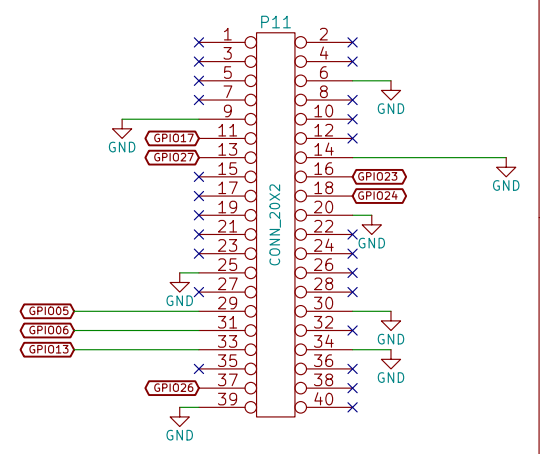 P11
1 2
3 4
5 6
7 8
GND
9 10
GND
11 12
GPIO17
13 14
GPIO27
15 16
GPIO23
GND
17 18
GPIO24
19 20
21 22
GND
23 24
25 26
27 28
GND
29 30
GPIO05
31 32
GPIO06
GND
33 34
GPIO13
35 36
GND
37 38
GPIO26
39 40
GND
CONN_20X2